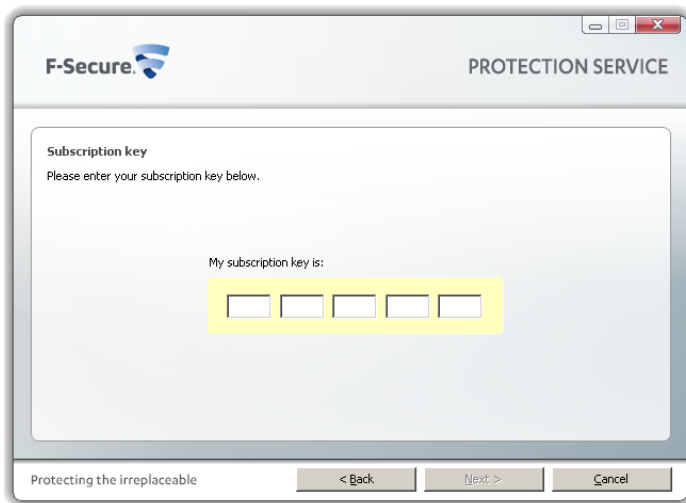 F-Secure.
PROTECTION SERVICE
Subscription key
Please enter your subscription key below.
My subscription key is:
Protecting the irreplaceable
< Back
Next >
Cancel